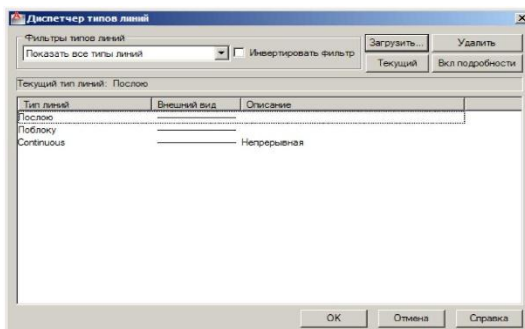 Диспетчер типов линий
Фильтры типов линий
Показать все типы линий
Инвертировать фильтр
Загрузить...
Удалить
Текущий
Вкл подробности
Текущий тип линий: Послою
Тип линий Внешний вид Описание
Послою
Поблоку
Continuous Непрерывная
OK Отмена Справка